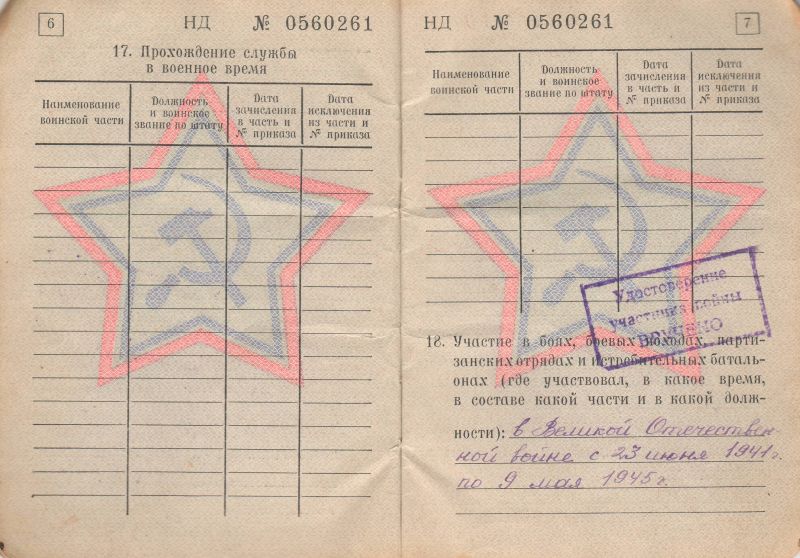 6
НД № 0560261
17. Прохождение службы
в военное время
Наименование
воинской части
Должность
и воинское
звание по штату
Дата
зачисления
в часть и
№ приказа
Дата
исключения
из части и
№ приказа
НД № 0560261
7
Наименование
воинской части
Должность
и воинское
звание по штату
Дата
зачисления
в часть и
№ приказа
Дата
исключения
из части и
№ приказа
Удостоверение
участника войны
ВРУЧЕНО
18. Участие в боях, боевых походах, парти-
занских отрядах и истребительных баталь-
онах (где участвовал, в какое время,
в составе какой части и в какой долж-
ности): в Великой Отечествен-
ной войне с 23 июня 1941г.
по 9 мая 1945г.